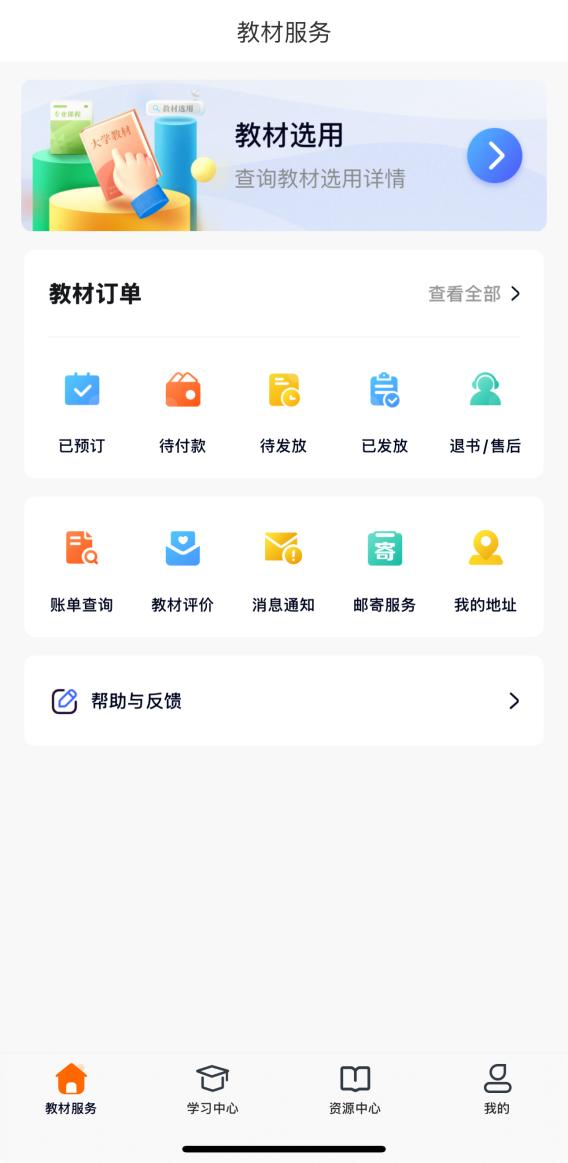 教材服务
专业课程
大学教材
教材选用
教材选用
查询教材选用详情
教材订单
查看全部
已预订
待付款
待发放
已发放
退书/售后
寄
账单查询
教材评价
消息通知
邮寄服务
我的地址
帮助与反馈
教材服务
学习中心
资源中心
我的